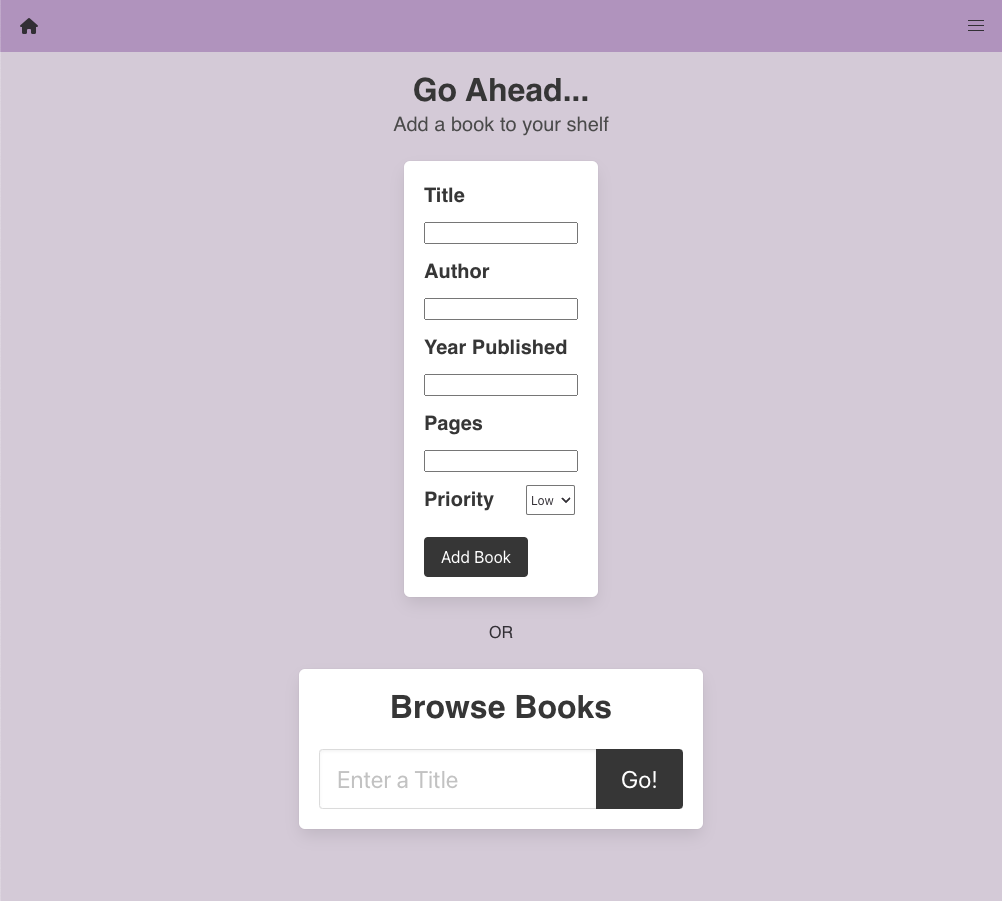 Go Ahead...
Add a book to your shelf
Title
Author
Year Published
Pages
Priority Low
Add Book
OR
Browse Books
Enter a Title Go!